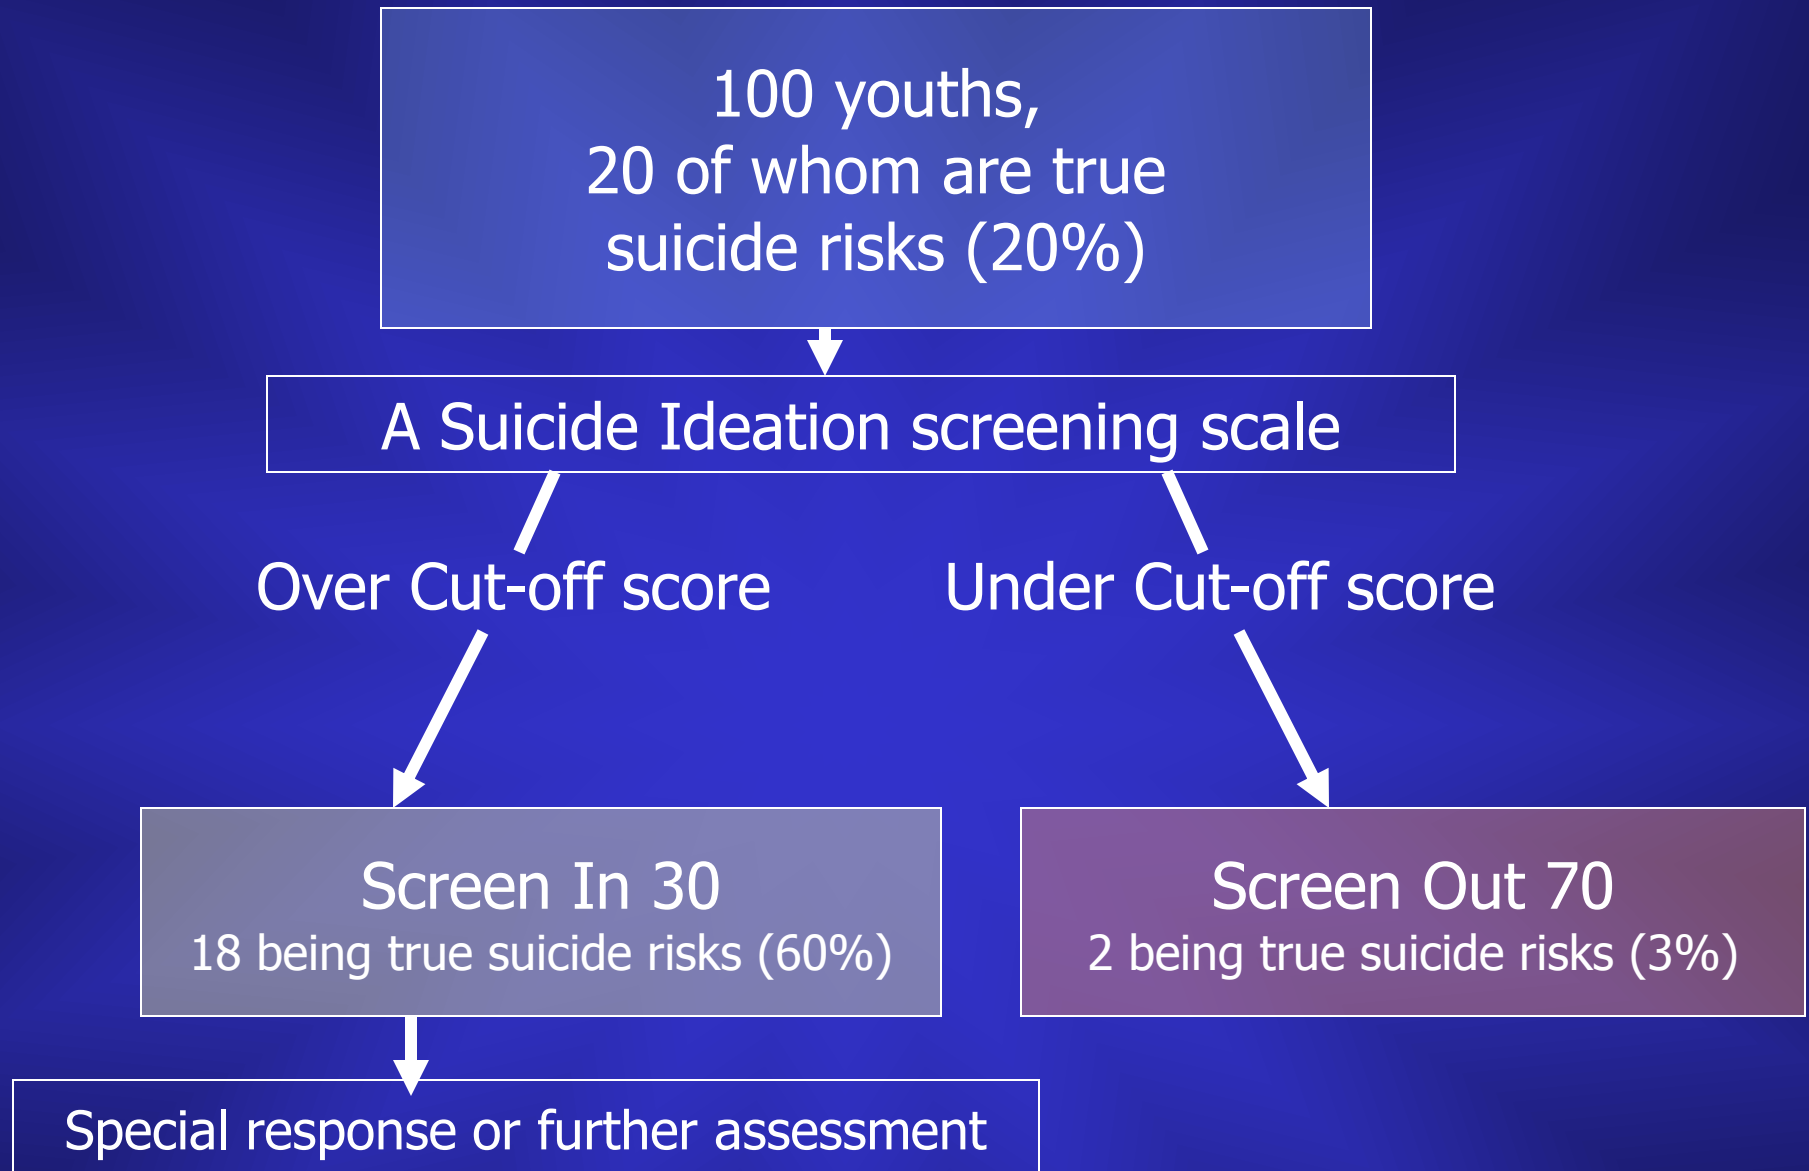 100 youths,
20 of whom are true
suicide risks (20%)
A Suicide Ideation screening scale
Over Cut-off score
Under Cut-off score
Screen In 30
18 being true suicide risks (60%)
Screen Out 70
2 being true suicide risks (3%)
Special response or further assessment